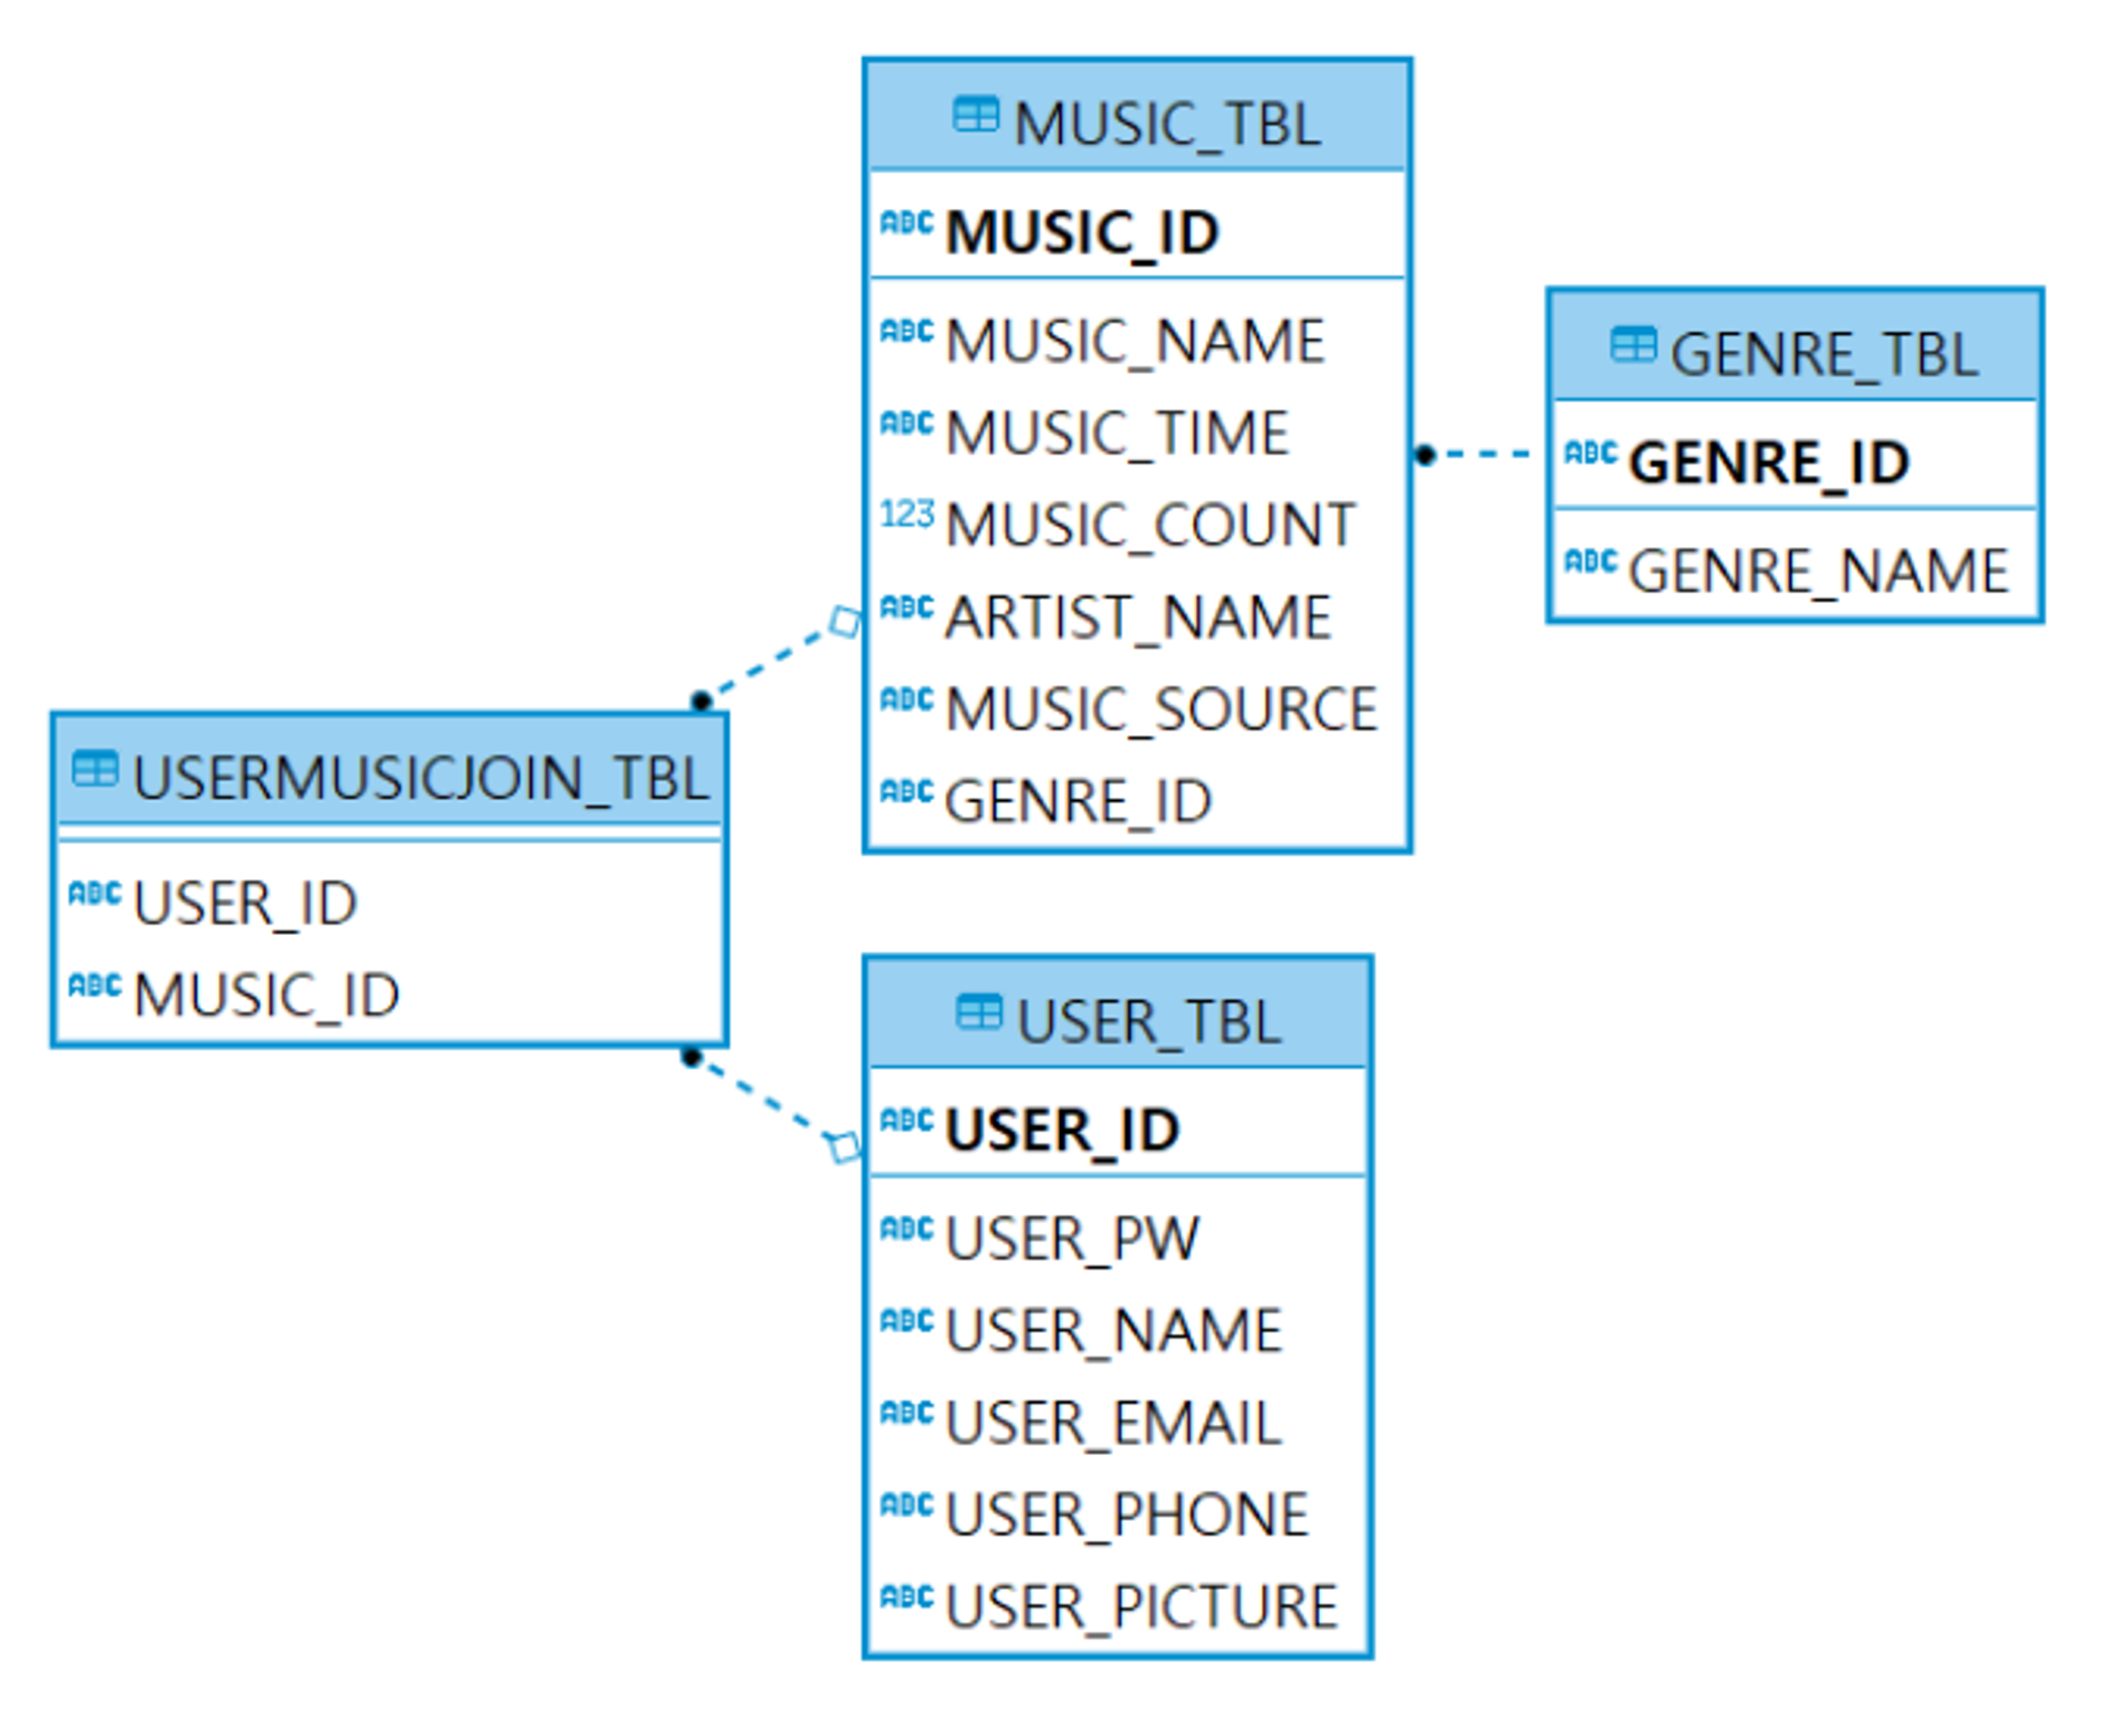 MUSIC_TBL
ABC MUSIC_ID
ABC MUSIC_NAME
ABC MUSIC_TIME
123 MUSIC_COUNT
ABC ARTIST_NAME
ABC MUSIC_SOURCE
ABC GENRE_ID
GENRE_TBL
ABC GENRE_ID
ABC GENRE_NAME
USERMUSICJOIN_TBL
ABC USER_ID
ABC MUSIC_ID
USER_TBL
ABC USER_ID
ABC USER_PW
ABC USER_NAME
ABC USER_EMAIL
ABC USER_PHONE
ABC USER_PICTURE